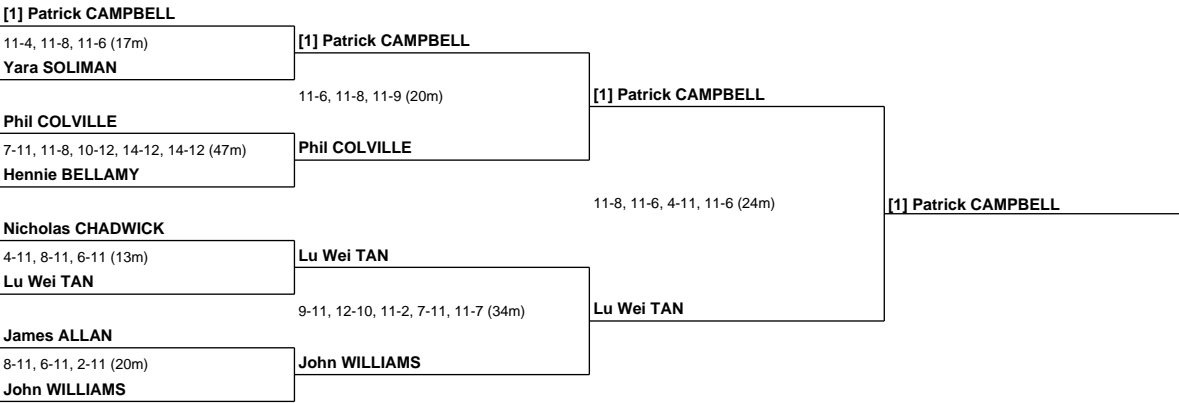 [1] Patrick CAMPBELL
11-4, 11-8, 11-6 (17m)
Yara SOLIMAN
Phil COLVILLE
7-11, 11-8, 10-12, 14-12, 14-12 (47m)
Hennie BELLAMY
Nicholas CHADWICK
4-11, 8-11, 6-11 (13m)
Lu Wei TAN
James ALLAN
8-11, 6-11, 2-11 (20m)
John WILLIAMS
[1] Patrick CAMPBELL
11-6, 11-8, 11-9 (20m)
Phil COLVILLE
Lu Wei TAN
9-11, 12-10, 11-2, 7-11, 11-7 (34m)
John WILLIAMS
[1] Patrick CAMPBELL
11-8, 11-6, 4-11, 11-6 (24m)
Lu Wei TAN
[1] Patrick CAMPBELL